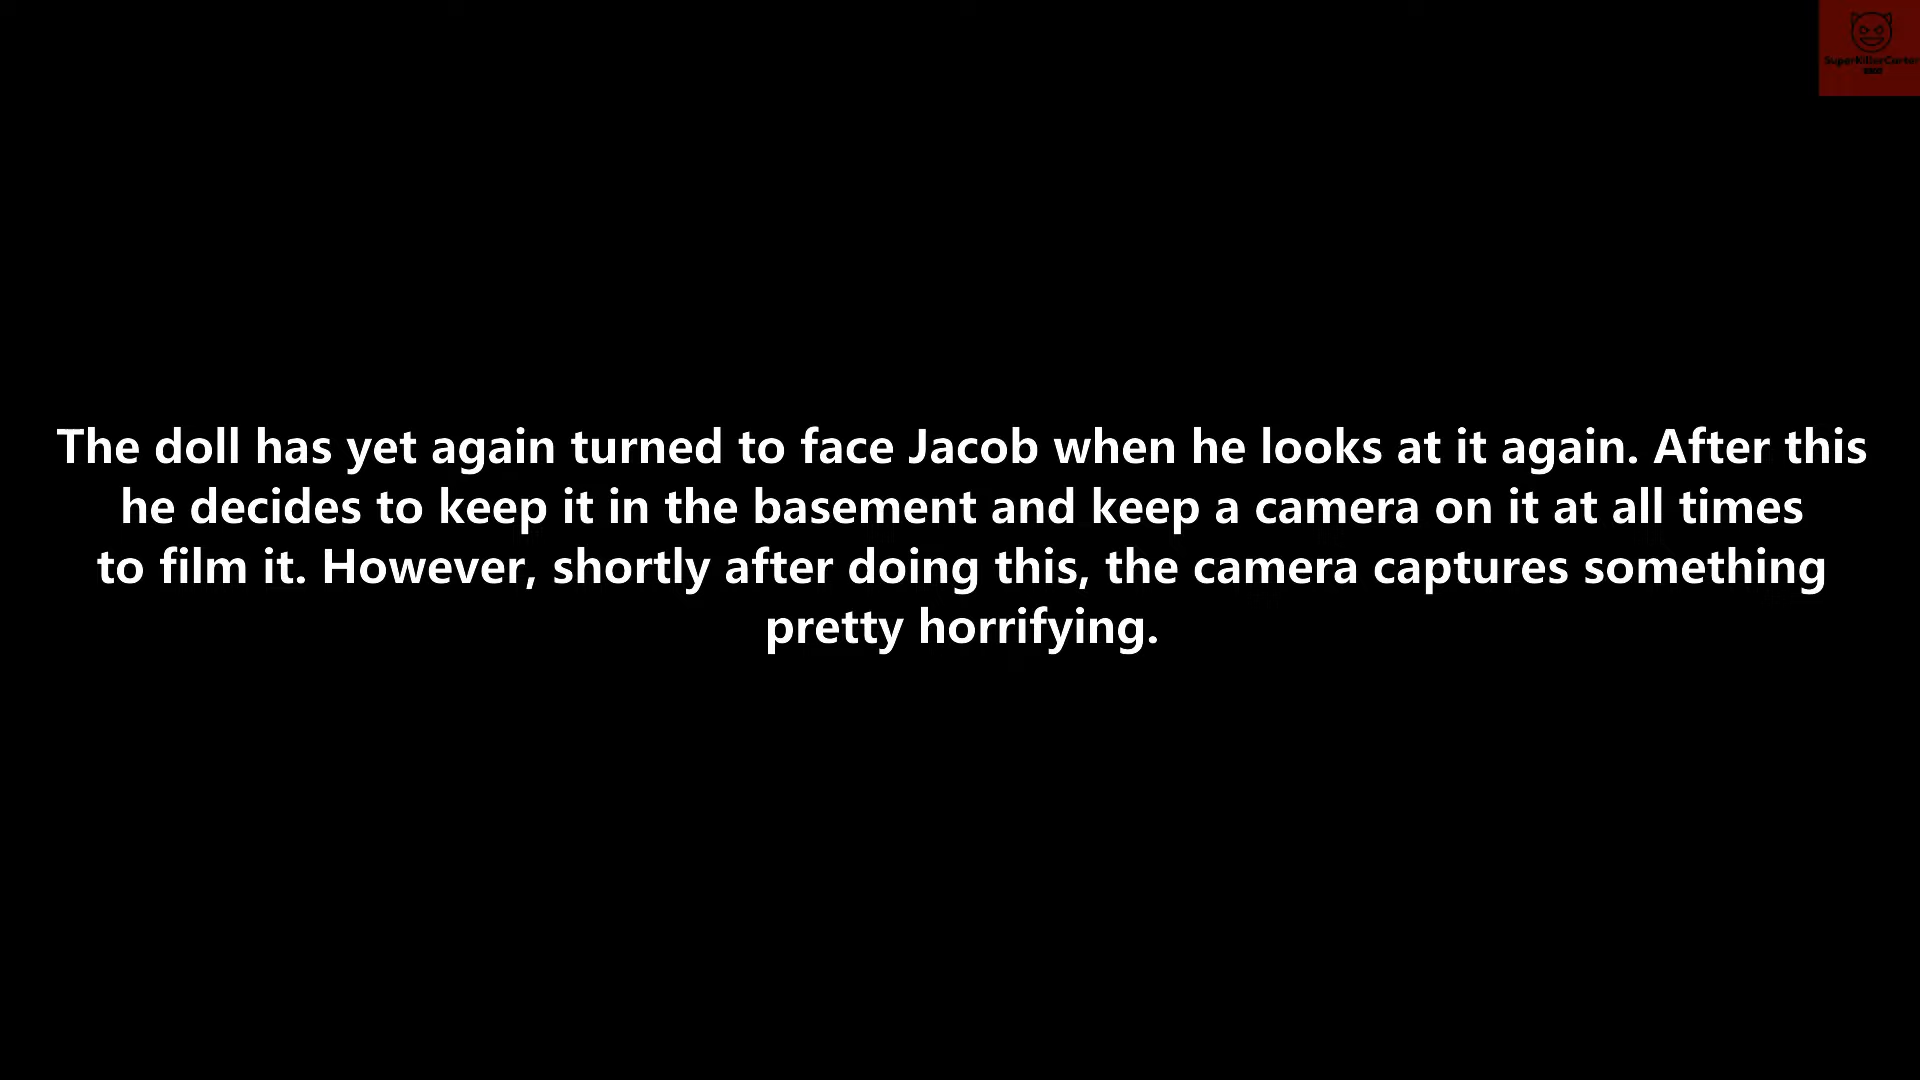 SuperKillerCarter
The doll has yet again turned to face Jacob when he looks at it again. After this
he decides to keep it in the basement and keep a camera on it at all times
to film it. However, shortly after doing this, the camera captures something
pretty horrifying.